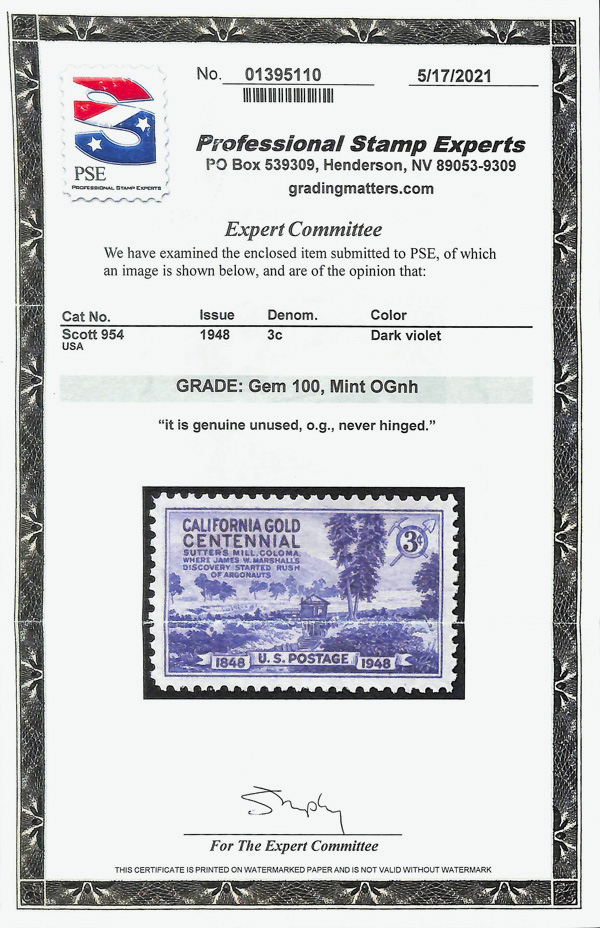 No. 01395110 5/17/2021
PSE
PROFESSIONAL STAMP EXPERTS
Professional Stamp Experts
PO Box 539309, Henderson, NV 89053-9309
gradingmatters.com
Expert Committee
We have examined the enclosed item submitted to PSE, of which
an image is shown below, and are of the opinion that:
Cat No. Issue Denom. Color
Scott 954 1948 3c Dark violet
USA
GRADE: Gem 100, Mint OGnh
“it is genuine unused, o.g., never hinged.”
CALIFORNIA GOLD
CENTENNIAL
SUTTER'S MILL, COLOMA
WHERE JAMES W. MARSHALL'S
DISCOVERY STARTED RUSH
OF ARGONAUTS
3¢
1848 U.S. POSTAGE 1948
For The Expert Committee
THIS CERTIFICATE IS PRINTED ON WATERMARKED PAPER AND IS NOT VALID WITHOUT WATERMARK